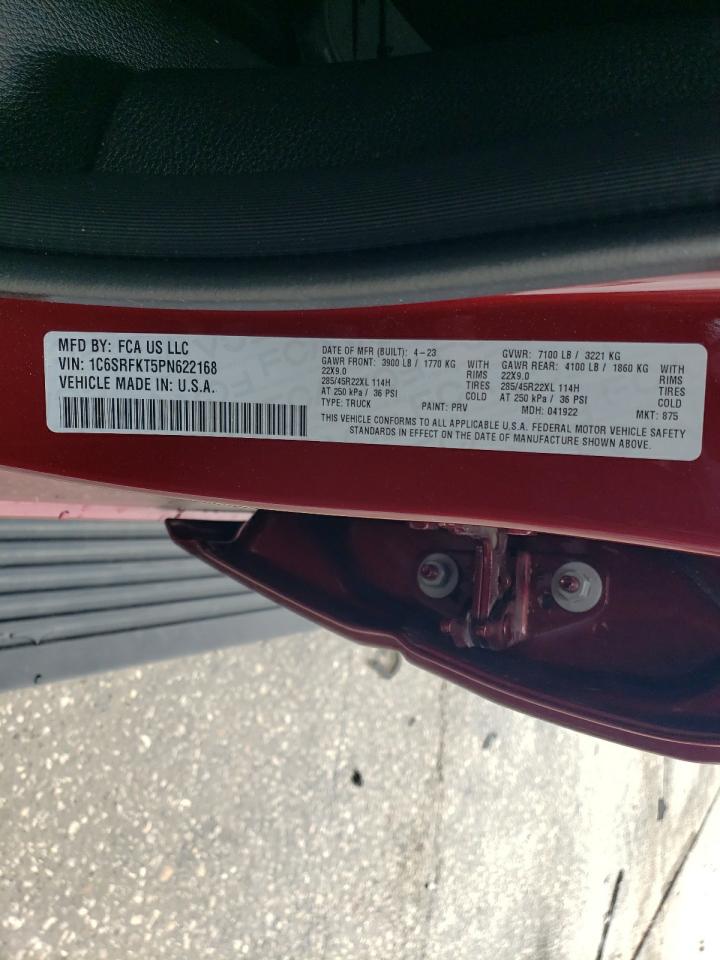 MFD BY: FCA US LLC
VIN: 1C6SRFKT5PN622168
VEHICLE MADE IN: U.S.A.
DATE OF MFR (BUILT): 4-23
GAWR FRONT: 3900 LB / 1770 KG WITH
22X9.0 RIMS
285/45R22XL 114H TIRES
AT 250 kPa / 36 PSI COLD
TYPE: TRUCK PAINT: PRV
GVWR: 7100 LB / 3221 KG
GAWR REAR: 4100 LB / 1860 KG WITH
22X9.0 RIMS
285/45R22XL 114H TIRES
AT 250 kPa / 36 PSI COLD
MDH: 041922 MKT: 875
THIS VEHICLE CONFORMS TO ALL APPLICABLE U.S.A. FEDERAL MOTOR VEHICLE SAFETY
STANDARDS IN EFFECT ON THE DATE OF MANUFACTURE SHOWN ABOVE.